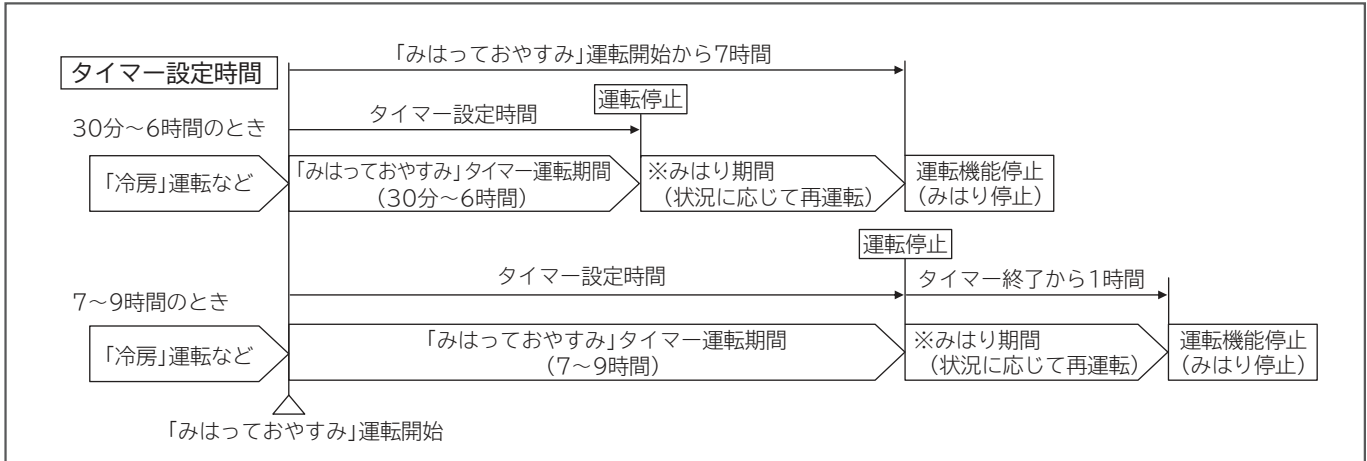 「みはっておやすみ」運転開始から7時間
タイマー設定時間
運転停止
タイマー設定時間
30分～6時間のとき
「冷房」運転など
「みはっておやすみ」タイマー運転期間
(30分～6時間)
※みはり期間
(状況に応じて再運転)
運転機能停止
(みはり停止)
運転停止
タイマー設定時間
タイマー終了から1時間
7～9時間のとき
「冷房」運転など
「みはっておやすみ」タイマー運転期間
(7～9時間)
※みはり期間
(状況に応じて再運転)
運転機能停止
(みはり停止)
「みはっておやすみ」運転開始